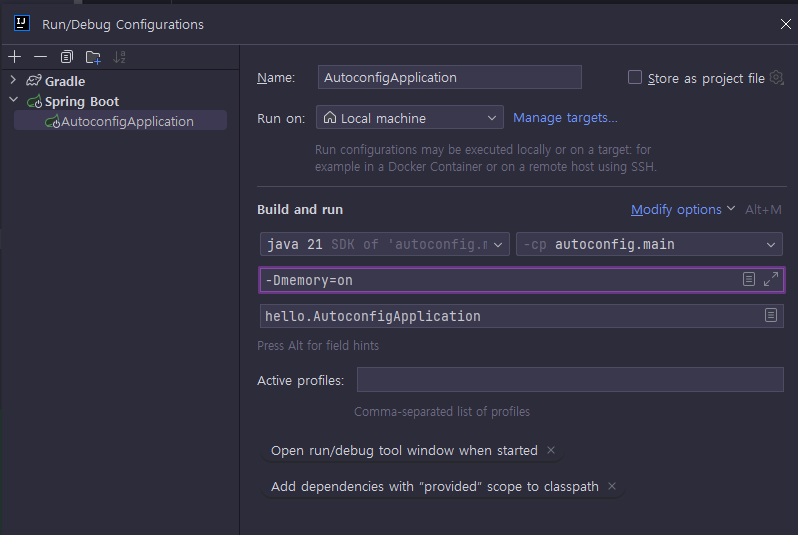 Run/Debug Configurations
Gradle
Spring Boot
AutoconfigApplication
Name: AutoconfigApplication Store as project file
Run on: Local machine Manage targets...
Run configurations may be executed locally or on a target: for
example in a Docker Container or on a remote host using SSH.
Build and run Modify options Alt+M
java 21 SDK of 'autoconfig.m -cp autoconfig.main
-Dmemory=on
hello.AutoconfigApplication
Press Alt for field hints
Active profiles:
Comma-separated list of profiles
Open run/debug tool window when started ×
Add dependencies with “provided” scope to classpath ×